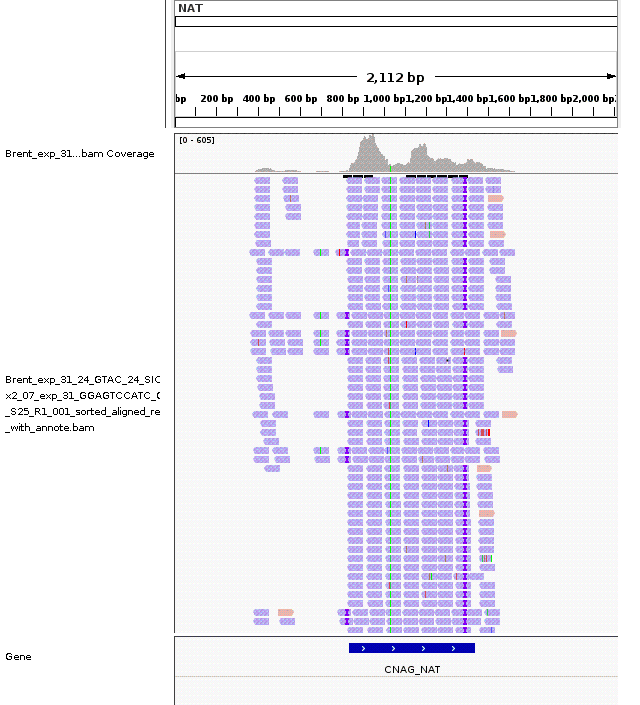 NAT
2,112 bp
bp 200 bp 400 bp 600 bp 800 bp 1,000 bp 1,200 bp 1,400 bp 1,600 bp 1,800 bp 2,000 bp
[0 - 605]
Brent_exp_31...bam Coverage
Brent_exp_31_24_GTAC_24_SIC
x2_07_exp_31_GGAGTCCATC_
_S25_R1_001_sorted_aligned_re
_with_annote.bam
Gene
CNAG_NAT